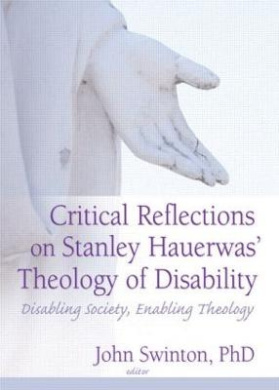 Critical Reflections
on Stanley Hauerwas'
Theology of Disability
Disabling Society, Enabling Theology
John Swinton, PhD
editor